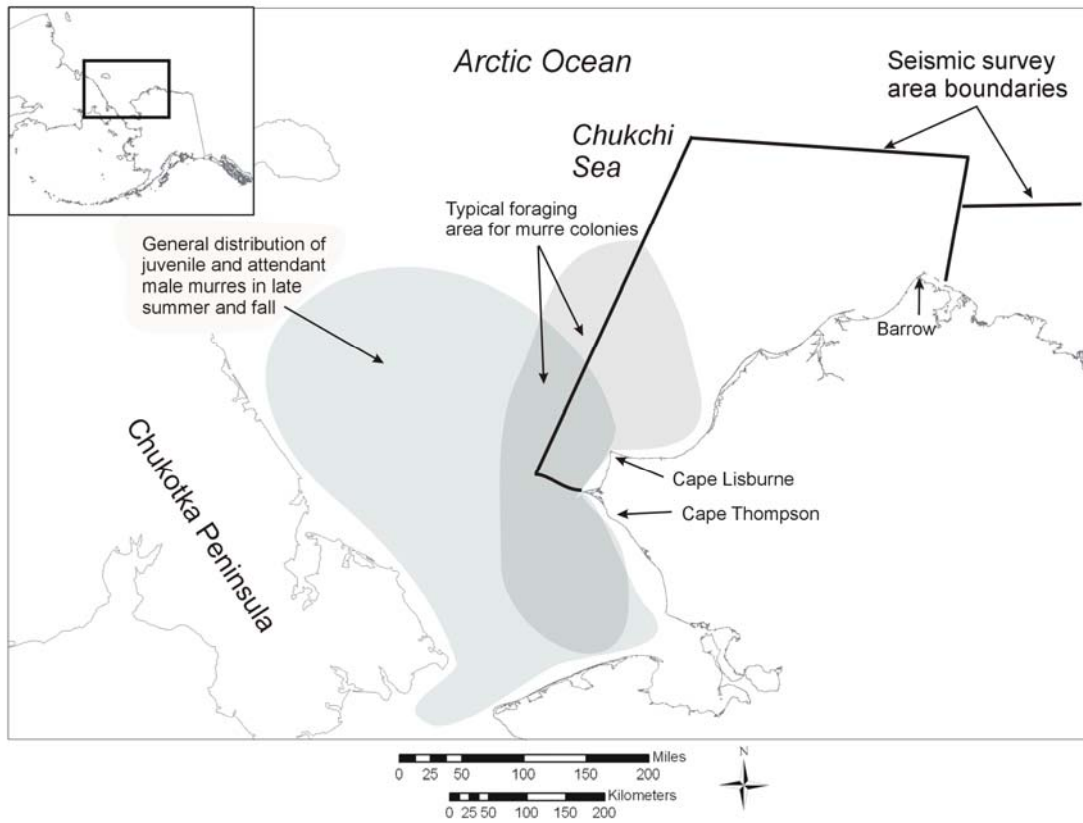 Arctic Ocean
Seismic survey
area boundaries
Chukchi
Sea
Typical foraging
area for murre colonies
General distribution of
juvenile and attendant
male murres in late
summer and fall
Barrow
Chukotka Peninsula
Cape Lisburne
Cape Thompson
Miles
0 25 50 100 150 200
Kilometers
0 25 50 100 150 200
N